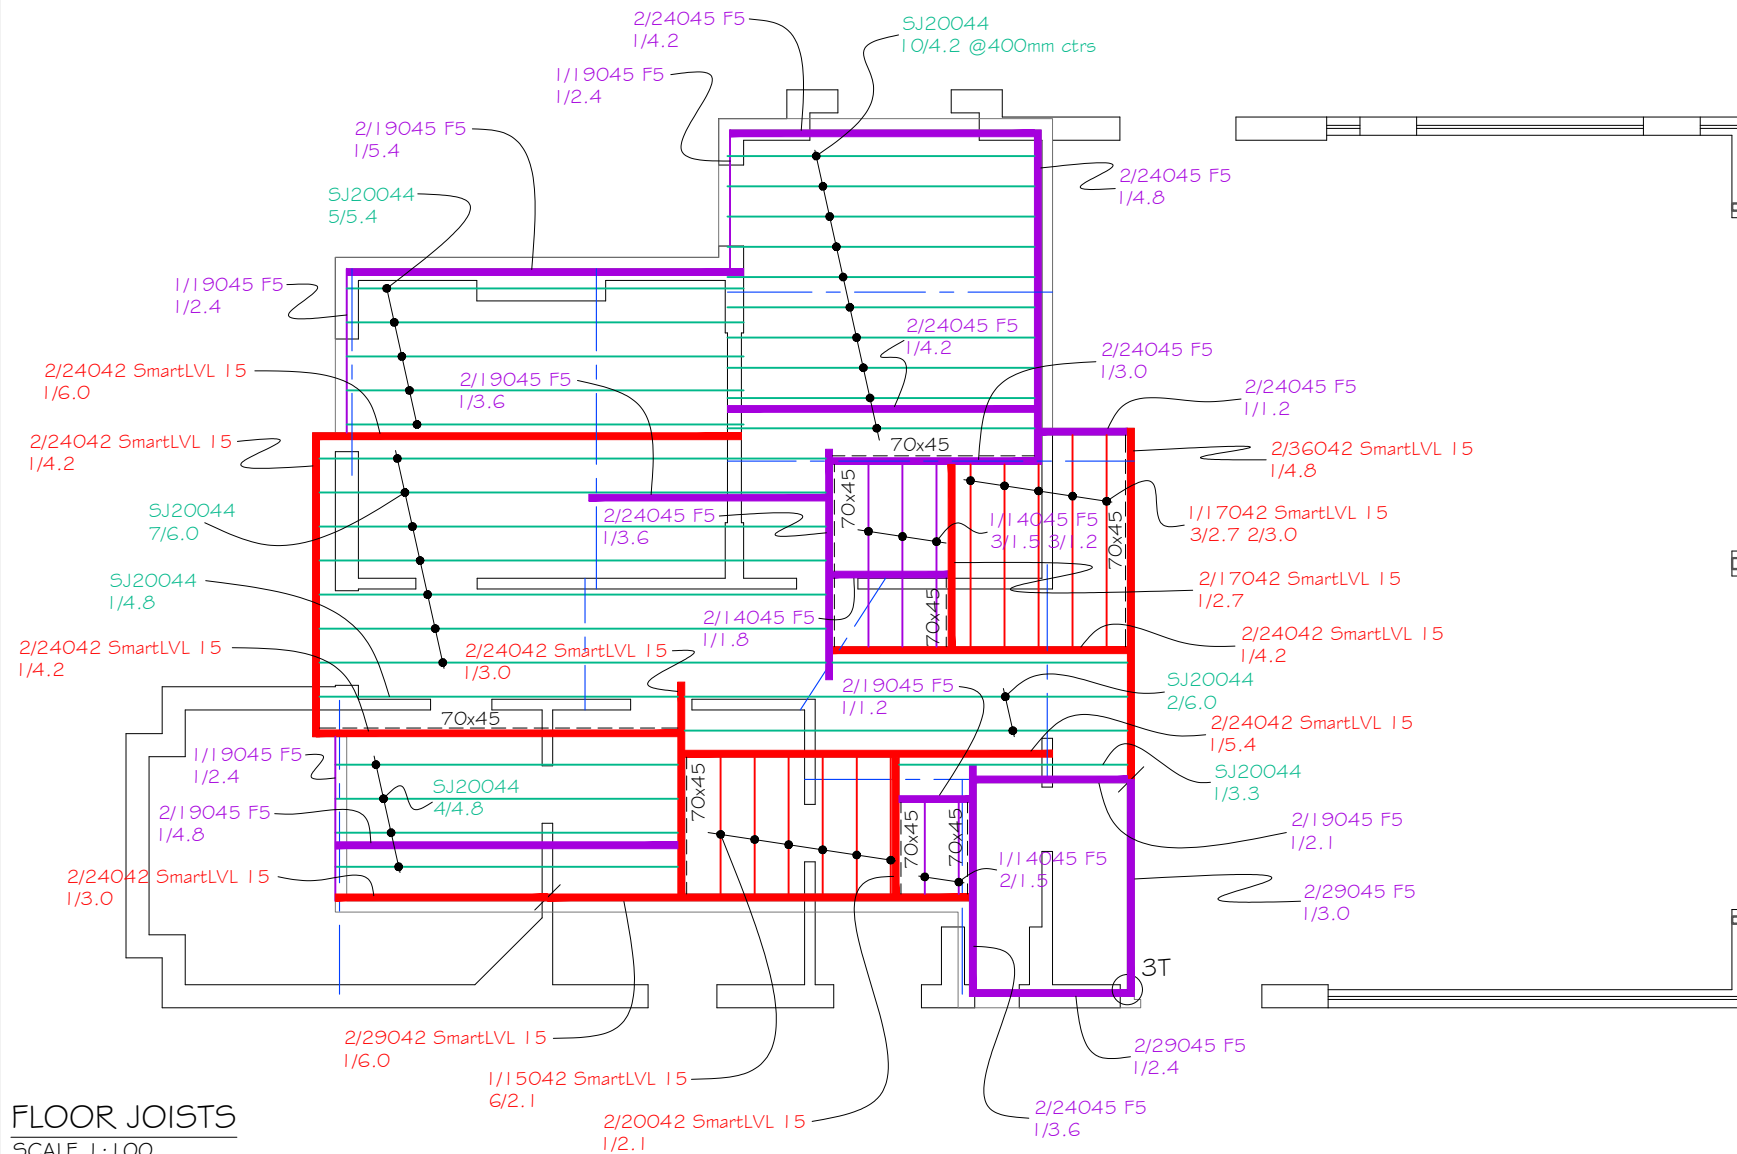 2/24045 F5
1/4.2
SJ20044
10/4.2 @400mm ctrs
1/19045 F5
1/2.4
2/19045 F5
1/5.4
2/24045 F5
1/4.8
SJ20044
5/5.4
1/19045 F5
1/2.4
2/24045 F5
1/4.2
2/24045 F5
1/3.0
2/24042 SmartLVL 15
1/6.0
2/19045 F5
1/3.6
2/24045 F5
1/1.2
2/24042 SmartLVL 15
1/4.2
70x45
2/36042 SmartLVL 15
1/4.8
70x45
SJ20044
7/6.0
2/24045 F5
1/3.6
1/14045 F5
3/1.5 3/1.2
70x45
1/17042 SmartLVL 15
3/2.7 2/3.0
SJ20044
1/4.8
2/17042 SmartLVL 15
1/2.7
2/14045 F5
1/1.8
70x45
2/24042 SmartLVL 15
1/4.2
2/24042 SmartLVL 15
1/3.0
2/24042 SmartLVL 15
1/4.2
2/19045 F5
1/1.2
SJ20044
2/6.0
70x45
2/24042 SmartLVL 15
1/5.4
1/19045 F5
1/2.4
SJ20044
4/4.8
70x45
SJ20044
1/3.3
2/19045 F5
1/4.8
70x45
70x45
2/19045 F5
1/2.1
2/24042 SmartLVL 15
1/3.0
1/14045 F5
2/1.5
2/29045 F5
1/3.0
3T
2/29042 SmartLVL 15
1/6.0
2/29045 F5
1/2.4
1/15042 SmartLVL 15
6/2.1
2/20042 SmartLVL 15
1/2.1
2/24045 F5
1/3.6
FLOOR JOISTS
SCALE 1:100